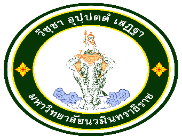 วิชฺชา อุปฺปตตํ เสฏฺฐา
มหาวิทยาลัยนวมินทราธิราช